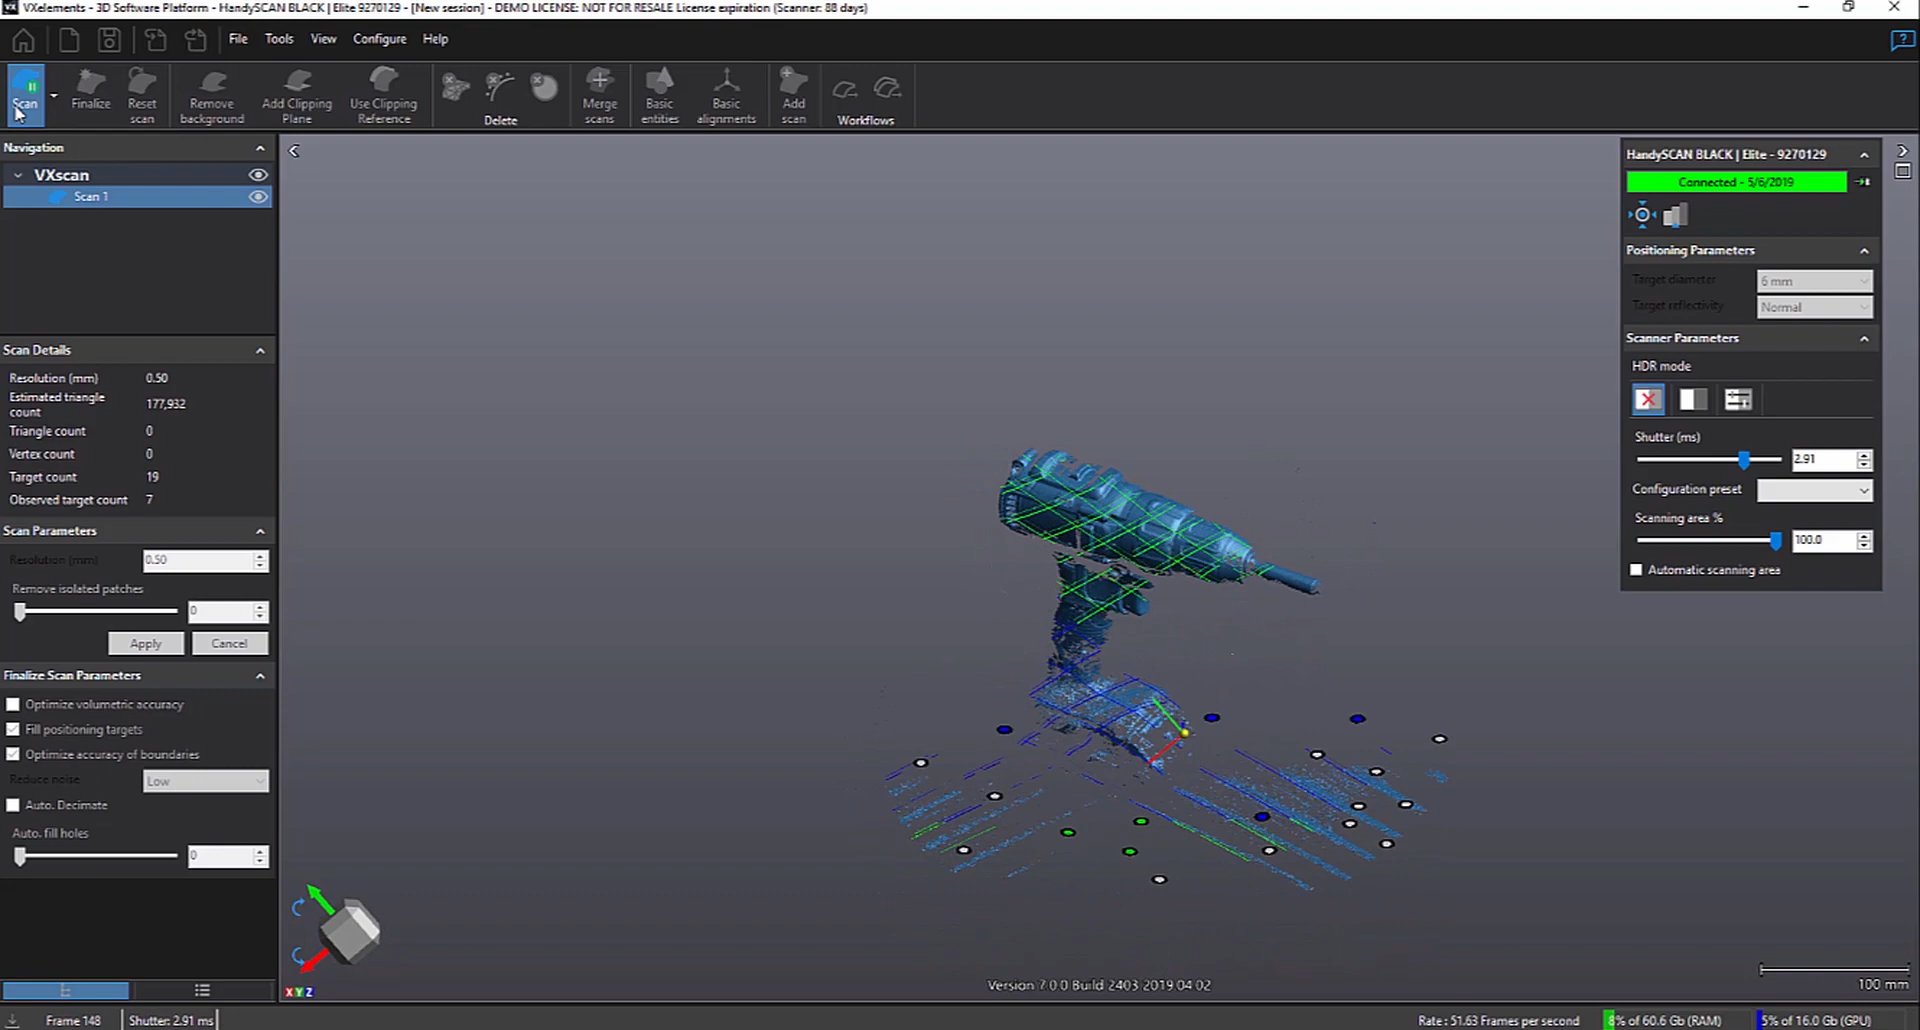 VXelements - 3D Software Platform - HandySCAN BLACK | Elite 9270129 - [New session] - DEMO LICENSE: NOT FOR RESALE License expiration (Scanner: 88 days)
File Tools View Configure Help
Scan Finalize Reset scan Remove background Add Clipping Plane Use Clipping Reference Delete Merge scans Basic entities Basic alignments Add scan Workflows
Navigation
VXscan
Scan 1
Scan Details
Resolution (mm) 0.50
Estimated triangle count 177,932
Triangle count 0
Vertex count 0
Target count 19
Observed target count 7
Scan Parameters
Resolution (mm) 0.50
Remove isolated patches
0
Apply Cancel
Finalize Scan Parameters
Optimize volumetric accuracy
Fill positioning targets
Optimize accuracy of boundaries
Reduce noise Low
Auto. Decimate
Auto. fill holes
0
XYZ
HandySCAN BLACK | Elite - 9270129
Connected - 5/6/2019
Positioning Parameters
Target diameter 6 mm
Target reflectivity Normal
Scanner Parameters
HDR mode
Shutter (ms)
2.91
Configuration preset
Scanning area %
100.0
Automatic scanning area
Version 7.0.0 Build 2403 2019 04 02
100 mm
Frame 148 Shutter: 2.91 ms Rate : 51.63 Frames per second 8% of 60.6 Gb (RAM) 5% of 16.0 Gb (GPU)